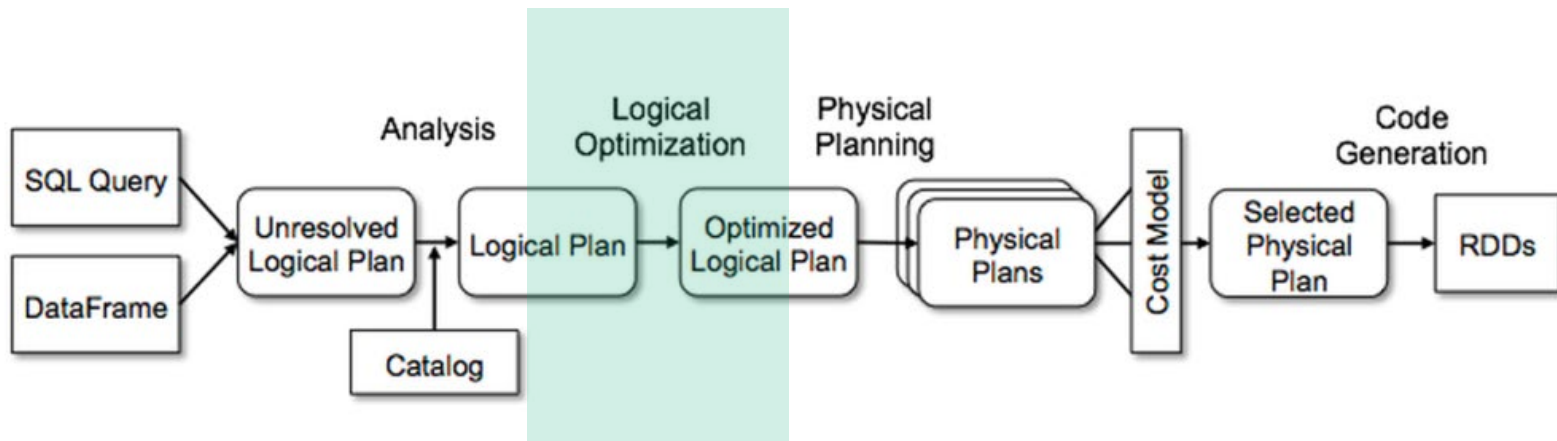 Analysis
Logical
Optimization
Physical
Planning
Code
Generation
SQL Query
DataFrame
Unresolved
Logical Plan
Catalog
Logical Plan
Optimized
Logical Plan
Physical
Plans
Cost Model
Selected
Physical
Plan
RDDs